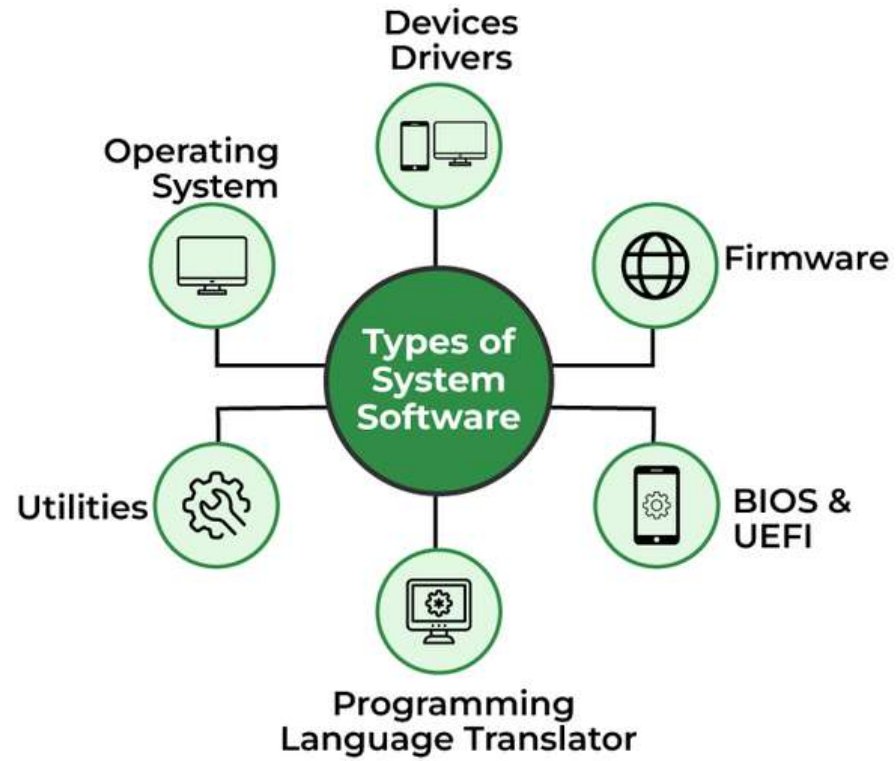 Devices
Drivers
Operating
System
Firmware
Types of
System
Software
Utilities
BIOS &
UEFI
Programming
Language Translator